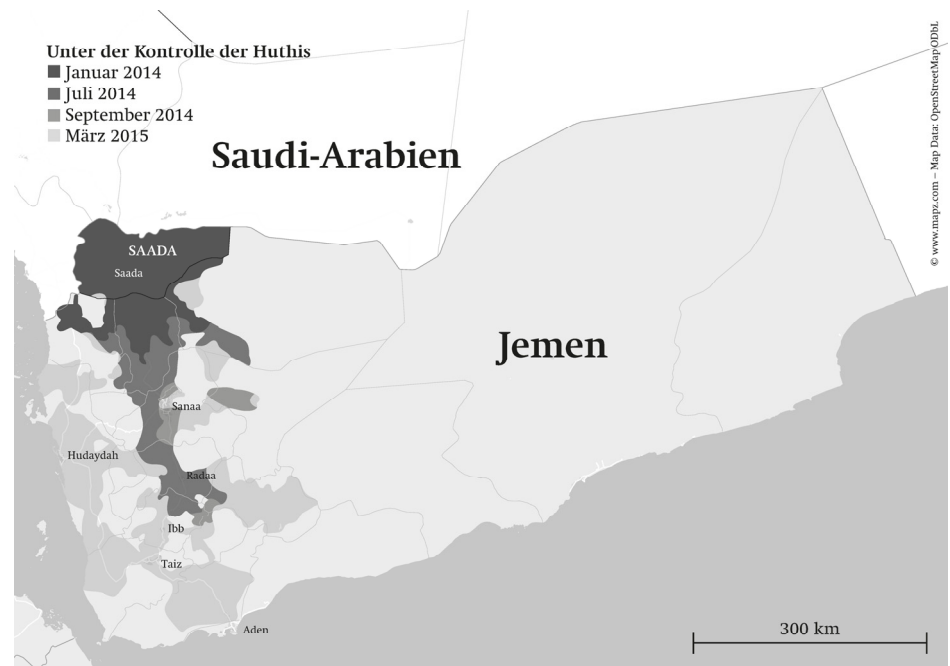 Unter der Kontrolle der Huthis
Januar 2014
Juli 2014
September 2014
März 2015
Saudi-Arabien
© www.mapz.com – Map Data: OpenStreetMap ODbL
SAADA
Saada
Jemen
Sanaa
Hudaydah
Radaa
Ibb
Taiz
Aden
300 km